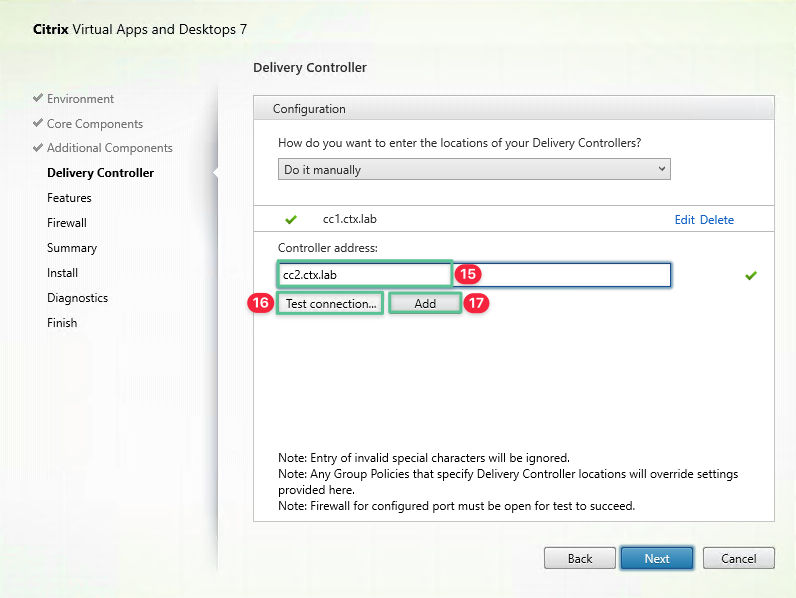 Citrix Virtual Apps and Desktops 7
Delivery Controller
Environment
Core Components
Additional Components
Delivery Controller
Features
Firewall
Summary
Install
Diagnostics
Finish
Configuration
How do you want to enter the locations of your Delivery Controllers?
Do it manually
cc1.ctx.lab Edit Delete
Controller address:
cc2.ctx.lab 15
16 Test connection... Add 17
Note: Entry of invalid special characters will be ignored.
Note: Any Group Policies that specify Delivery Controller locations will override settings
provided here.
Note: Firewall for configured port must be open for test to succeed.
Back Next Cancel